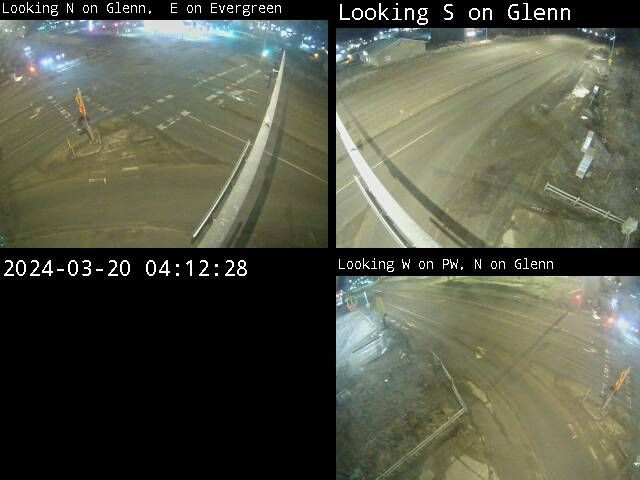 Looking N on Glenn,  E on Evergreen
Looking S on Glenn
2024-03-20 04:12:28
Looking W on PW, N on Glenn